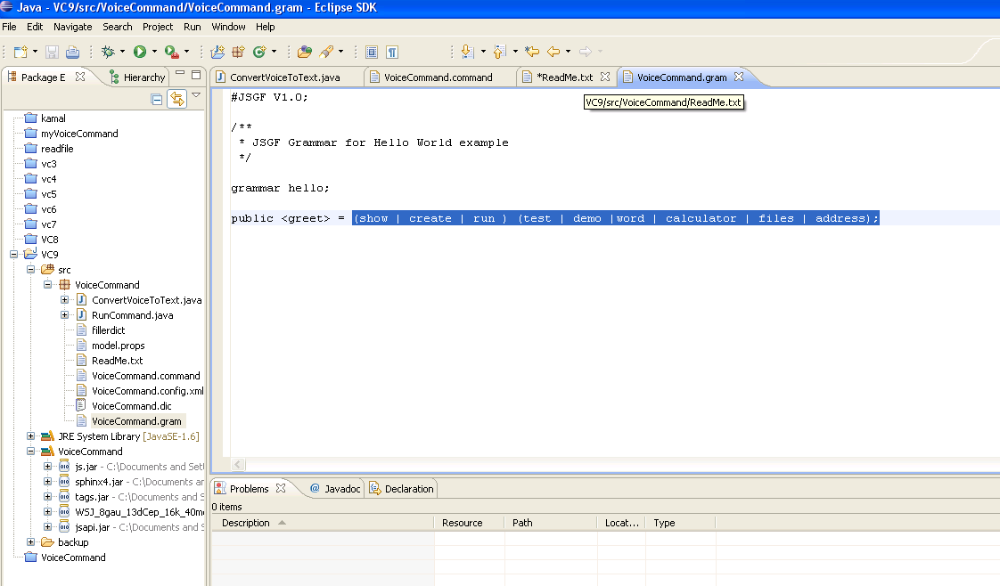 Java - VC9/src/VoiceCommand/VoiceCommand.gram - Eclipse SDK
File Edit Navigate Search Project Run Window Help
Package E Hierarchy
ConvertVoiceToText.java VoiceCommand.command *ReadMe.txt VoiceCommand.gram
VC9/src/VoiceCommand/ReadMe.txt
kamal
myVoiceCommand
readfile
vc3
vc4
vc5
vc6
vc7
VC8
VC9
src
VoiceCommand
ConvertVoiceToText.java
RunCommand.java
fillerdict
model.props
ReadMe.txt
VoiceCommand.command
VoiceCommand.config.xml
VoiceCommand.dic
VoiceCommand.gram
JRE System Library [JavaSE-1.6]
VoiceCommand
js.jar - C:\Documents and Sett
sphinx4.jar - C:\Documents ar
tags.jar - C:\Documents and S
WSJ_8gau_13dCep_16k_40m
jsapi.jar - C:\Documents and S
backup
VoiceCommand
#JSGF V1.0;
/**
* JSGF Grammar for Hello World example
*/
grammar hello;
public <greet> = (show | create | run ) (test | demo |word | calculator | files | address);
Problems Javadoc Declaration
0 items
Description Resource Path Locat... Type